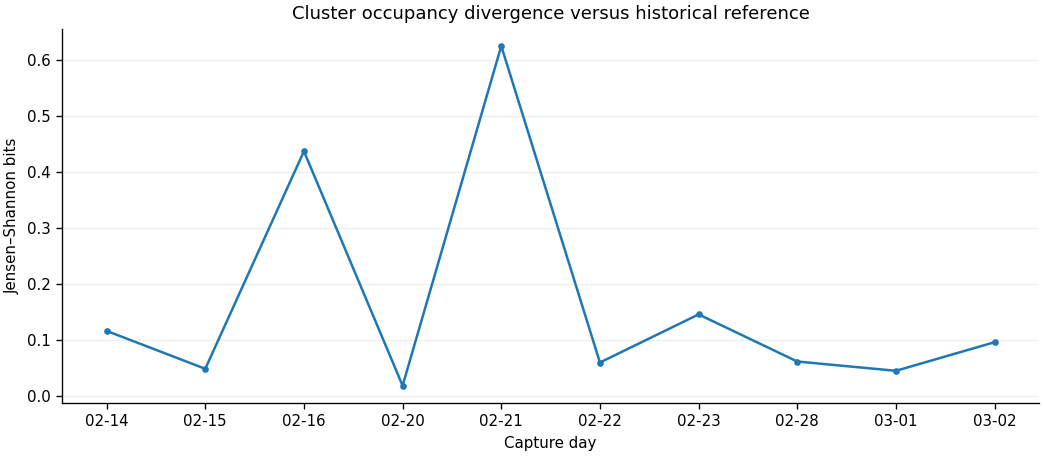 Cluster occupancy divergence versus historical reference
Jensen–Shannon bits
0.6
0.5
0.4
0.3
0.2
0.1
0.0
02-14 02-15 02-16 02-20 02-21 02-22 02-23 02-28 03-01 03-02
Capture day